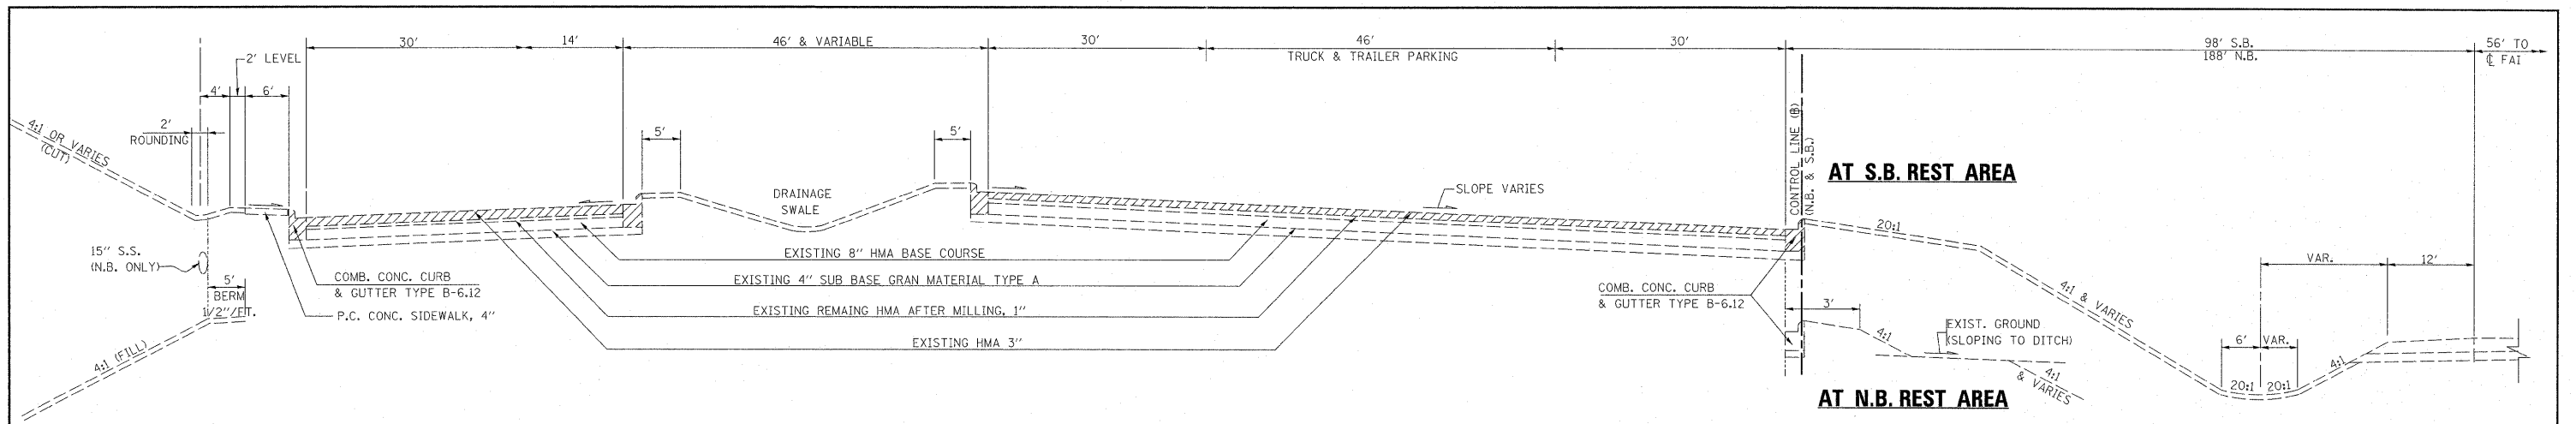 30'
14'
46' & VARIABLE
30'
46'
TRUCK & TRAILER PARKING
30'
98' S.B.
188' N.B.
56' TO
℄ FAI
2' LEVEL
4'
6'
2'
ROUNDING
4:1 OR VARIES
(CUT)
5'
5'
DRAINAGE
SWALE
SLOPE VARIES
CONTROL LINE (B)
(N.B. & S.B.)
AT S.B. REST AREA
20:1
15" S.S.
(N.B. ONLY)
5'
BERM
1/2"/FT.
4:1 (FILL)
COMB. CONC. CURB
& GUTTER TYPE B-6.12
P.C. CONC. SIDEWALK, 4"
EXISTING 8" HMA BASE COURSE
EXISTING 4" SUB BASE GRAN MATERIAL TYPE A
EXISTING REMAING HMA AFTER MILLING, 1"
EXISTING HMA 3"
COMB. CONC. CURB
& GUTTER TYPE B-6.12
3'
4:1
EXIST. GROUND
(SLOPING TO DITCH)
4:1
& VARIES
4:1 & VARIES
VAR.
12'
6'
VAR.
20:1
20:1
4:1
AT N.B. REST AREA